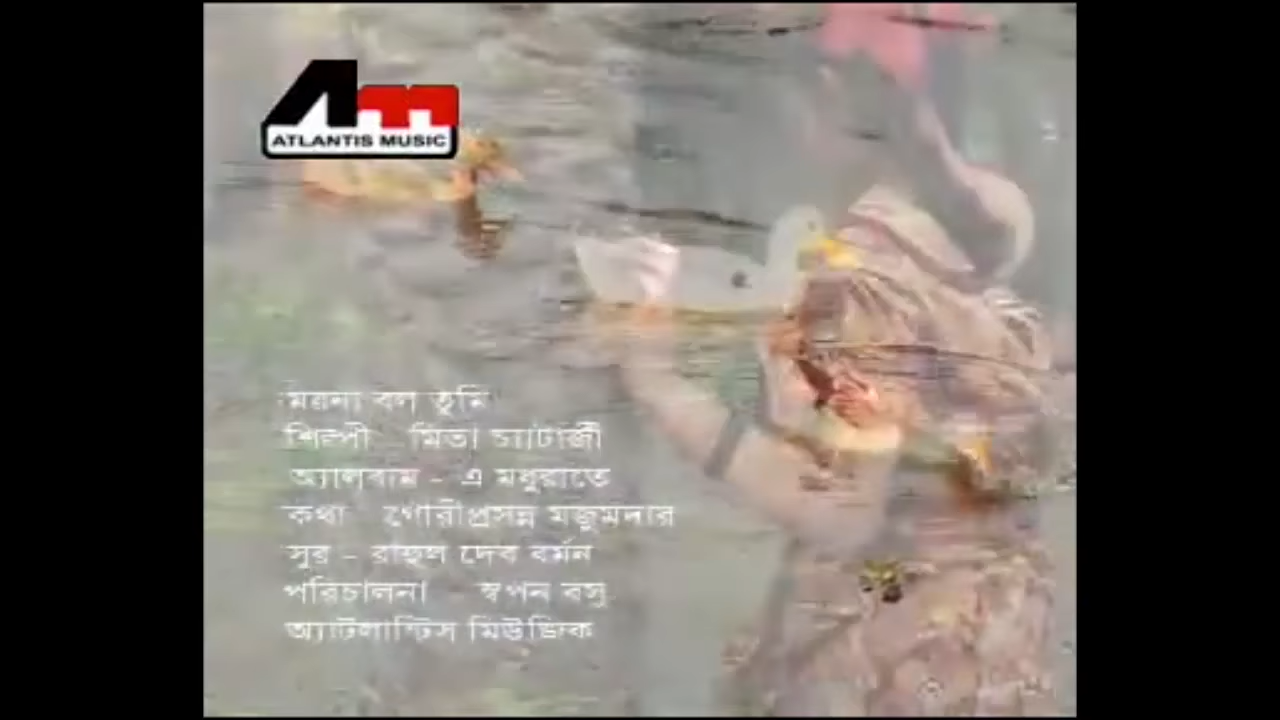 ATLANTIS MUSIC
ময়না বল তুমি
শিল্পী - মিতা চ্যাটার্জী
অ্যালবাম - এ মধুরাতে
কথা - গৌরীপ্রসন্ন মজুমদার
সুর - রাহুল দেব বর্মন
পরিচালনা - স্বপন বসু
অ্যাটলান্টিস মিউজিক